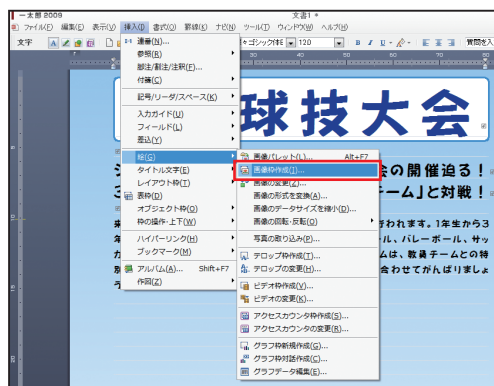 一太郎 2009
文書1 *
ファイル(F) 編集(E) 表示(V) 挿入(I) 書式(O) 罫線(K) ナビ(N) ツール(T) ウィンドウ(W) ヘルプ(H)
文字
ゴシック体E
120
B I U
質問を入
連番(N)...
参照(R)
脚注/割注/注釈(F)...
付箋(C)
記号/リーダ/スペース(K)
入力ガイド(U)
フィールド(L)
差込(Y)
絵(G)
タイトル文字(E)
レイアウト枠(T)
表枠(D)
オブジェクト枠(O)
枠の操作-上下(W)
ハイパーリンク(H)
ブックマーク(M)
アルバム(A)... Shift+F7
作図(Z)
画像パレット(L)... Alt+F7
画像枠作成(I)...
画像の変更(Z)...
画像の形式を変換(A)...
画像のデータサイズを縮小(D)...
画像の回転・反転(O)
写真の取り込み(P)...
テロップ枠作成(T)...
テロップの変更(H)...
ビデオ枠作成(V)...
ビデオの変更(K)...
アクセスカウンタ枠作成(S)...
アクセスカウンタの変更(R)...
グラフ枠新規作成(G)...
グラフ枠対話作成(C)...
グラフデータ編集(E)...
球技大会
会の開催迫る!
ーム」と対戦!
行われます。1年生から3
ール、バレーボール、サッ
ムは、教員チームとの特
合わせてがんばりましょ